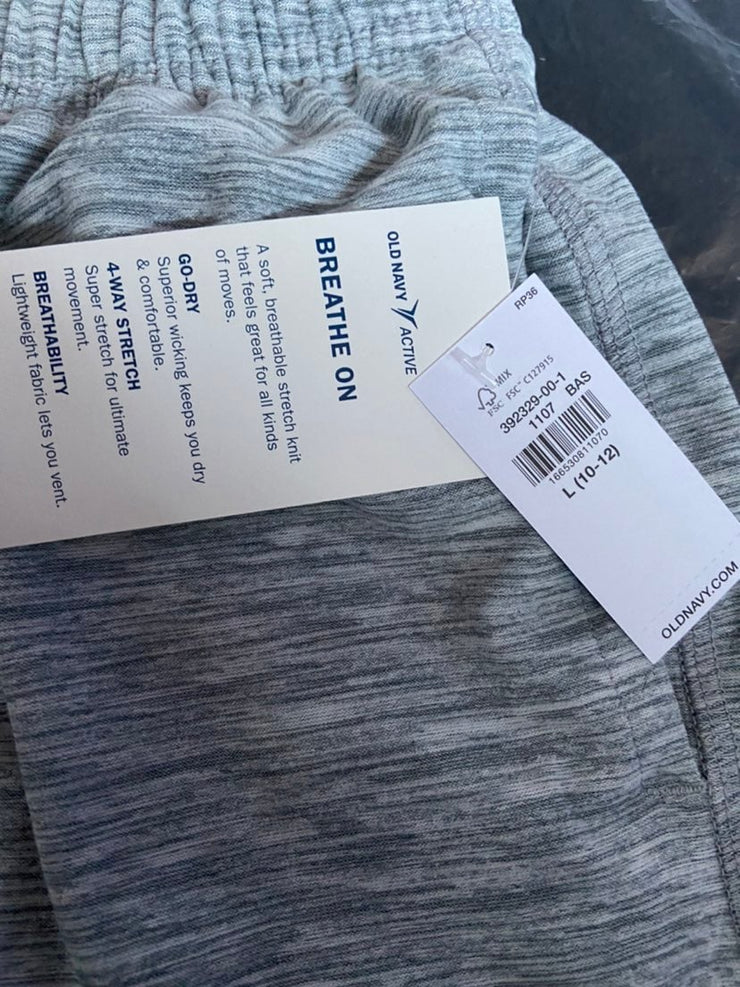 OLD NAVY ACTIVE
BREATHE ON
A soft, breathable stretch knit
that feels great for all kinds
of moves.
GO-DRY
Superior wicking keeps you dry
& comfortable.
4-WAY STRETCH
Super stretch for ultimate
movement.
BREATHABILITY
Lightweight fabric lets you vent.
RP36
MIX
FSC FSC® C127915
392329-00-1
1107 BAS
166530811070
L (10-12)
OLDNAVY.COM